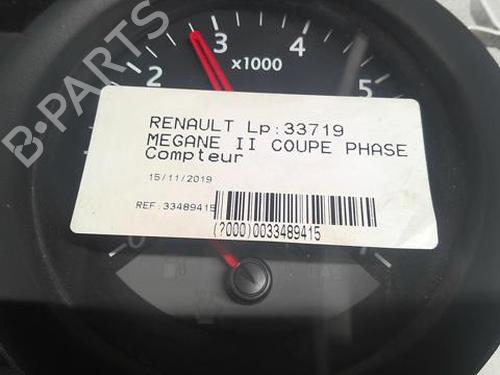 3
4
x1000
2
5
RENAULT Lp:33719
MEGANE II COUPE PHASE
Compteur
15/11/2019
REF:33489415
(?000)0033489415
B-PARTS